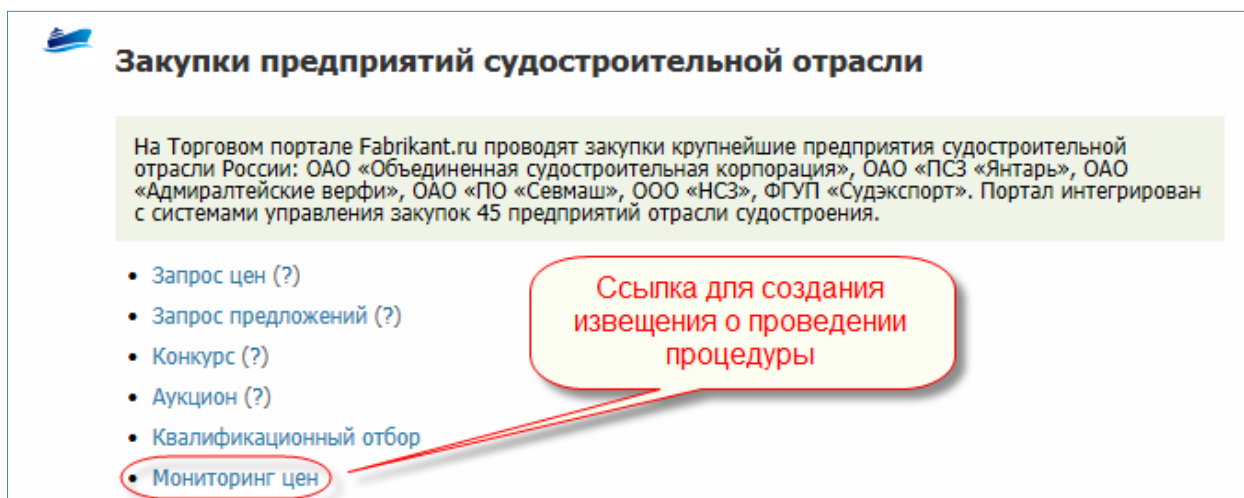 Закупки предприятий судостроительной отрасли
На Торговом портале Fabrikant.ru проводят закупки крупнейшие предприятия судостроительной
отрасли России: ОАО «Объединенная судостроительная корпорация», ОАО «ПСЗ «Янтарь», ОАО
«Адмиралтейские верфи», ОАО «ПО «Севмаш», ООО «НСЗ», ФГУП «Судэкспорт». Портал интегрирован
с системами управления закупок 45 предприятий отрасли судостроения.
• Запрос цен (?)
• Запрос предложений (?)
• Конкурс (?)
• Аукцион (?)
• Квалификационный отбор
• Мониторинг цен
Ссылка для создания
извещения о проведении
процедуры